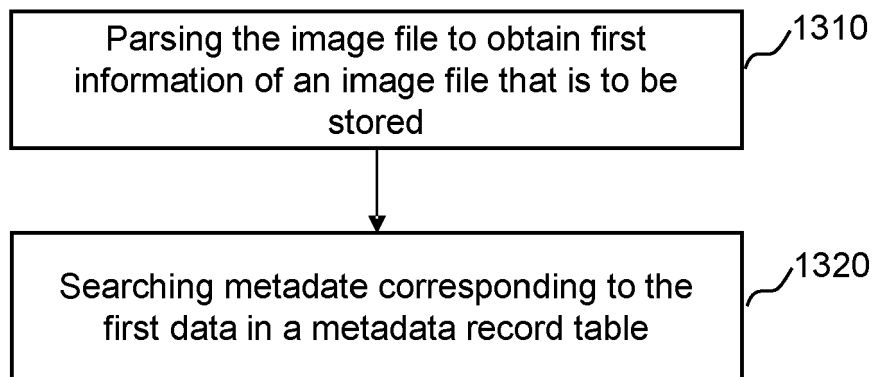 Parsing the image file to obtain first
information of an image file that is to be
stored
1310
Searching metadate corresponding to the
first data in a metadata record table
1320